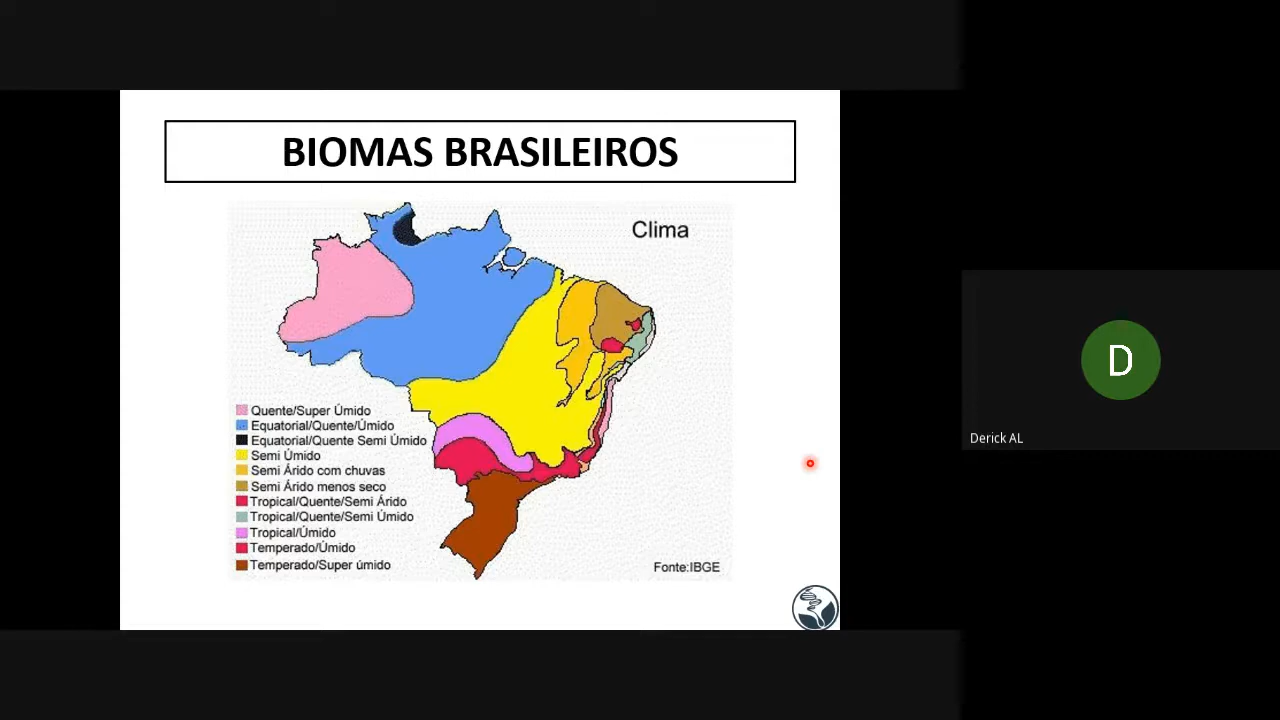 BIOMAS BRASILEIROS
Clima
Quente/Super Úmido
Equatorial/Quente/Úmido
Equatorial/Quente Semi Úmido
Semi Úmido
Semi Árido com chuvas
Semi Árido menos seco
Tropical/Quente/Semi Árido
Tropical/Quente/Semi Úmido
Tropical/Úmido
Temperado/Úmido
Temperado/Super úmido
Fonte:IBGE
D
Derick AL